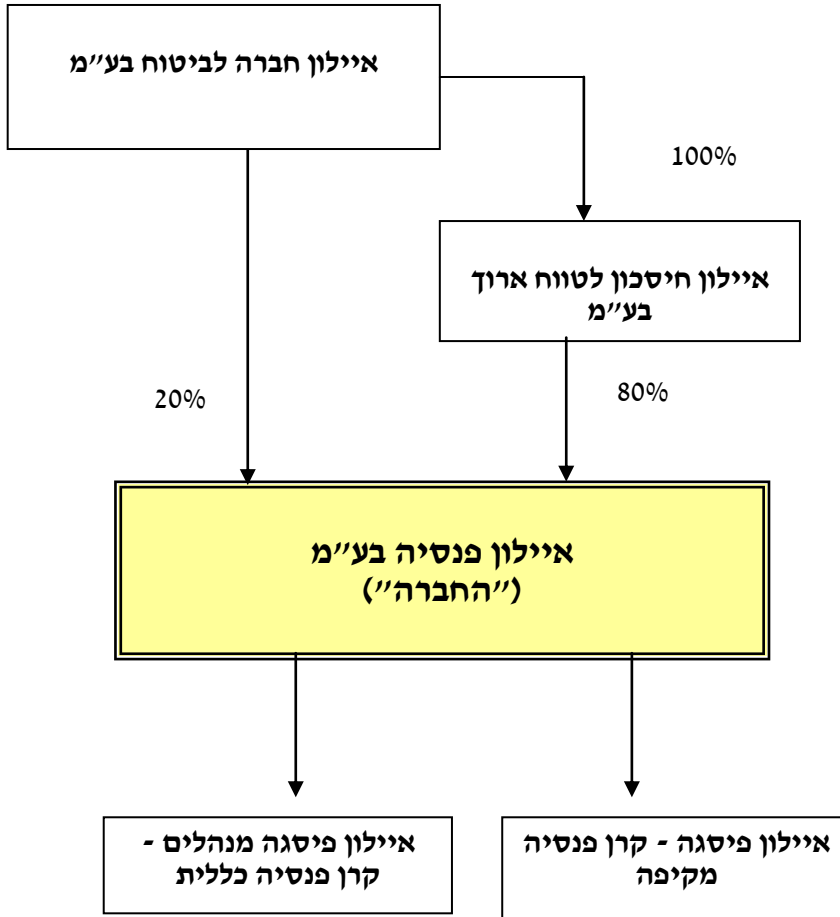 איילון חברה לביטוח בע״מ
100%
איילון חיסכון לטווח ארוך
בע״מ
80%
20%
איילון פנסיה בע״מ
(״החברה״)
איילון פיסגה - קרן פנסיה
מקיפה
איילון פיסגה מנהלים -
קרן פנסיה כללית